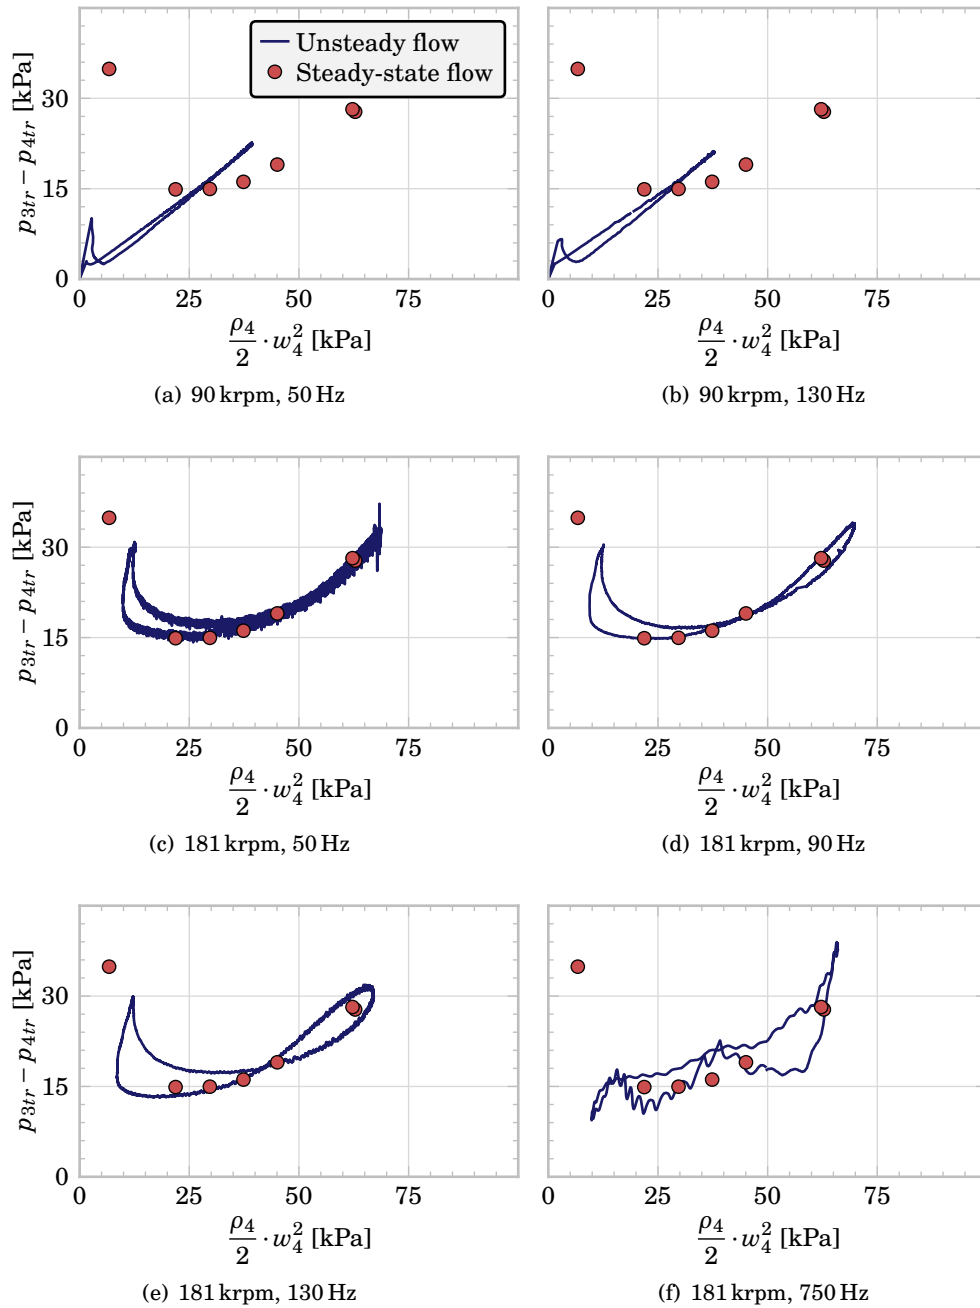 Unsteady flow
Steady-state flow
p3tr − p4tr [kPa]
30
15
0
0 25 50 75
ρ4/2 · w4² [kPa]
(a) 90 krpm, 50 Hz
0 25 50 75
ρ4/2 · w4² [kPa]
(b) 90 krpm, 130 Hz
p3tr − p4tr [kPa]
30
15
0
0 25 50 75
ρ4/2 · w4² [kPa]
(c) 181 krpm, 50 Hz
0 25 50 75
ρ4/2 · w4² [kPa]
(d) 181 krpm, 90 Hz
p3tr − p4tr [kPa]
30
15
0
0 25 50 75
ρ4/2 · w4² [kPa]
(e) 181 krpm, 130 Hz
0 25 50 75
ρ4/2 · w4² [kPa]
(f) 181 krpm, 750 Hz